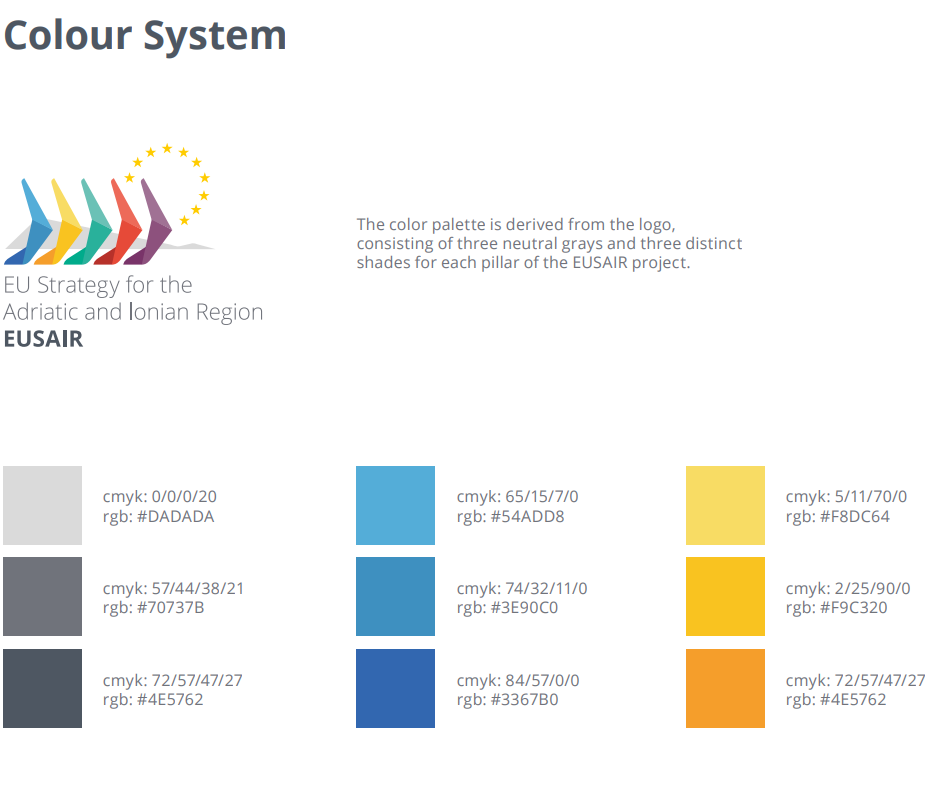 Colour System
EU Strategy for the
Adriatic and Ionian Region
EUSAIR
The color palette is derived from the logo,
consisting of three neutral grays and three distinct
shades for each pillar of the EUSAIR project.
cmyk: 0/0/0/20
rgb: #DADADA
cmyk: 65/15/7/0
rgb: #54ADD8
cmyk: 5/11/70/0
rgb: #F8DC64
cmyk: 57/44/38/21
rgb: #70737B
cmyk: 74/32/11/0
rgb: #3E90C0
cmyk: 2/25/90/0
rgb: #F9C320
cmyk: 72/57/47/27
rgb: #4E5762
cmyk: 84/57/0/0
rgb: #3367B0
cmyk: 72/57/47/27
rgb: #4E5762